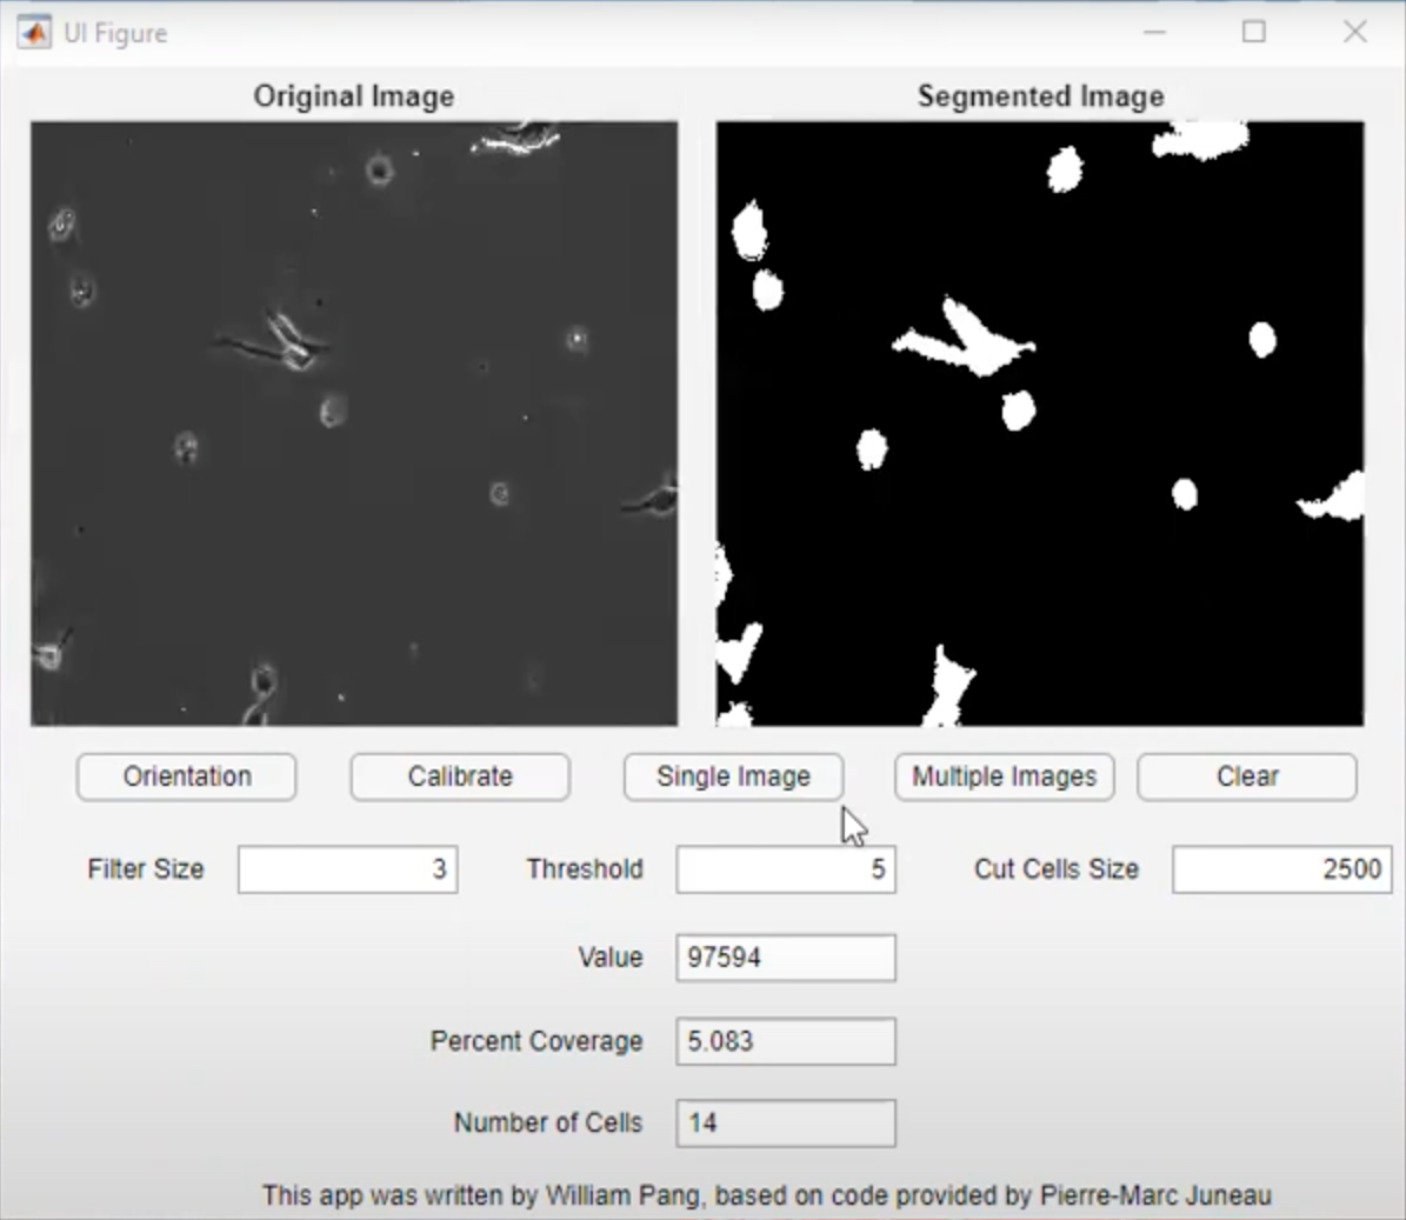 UI Figure
Original Image
Segmented Image
Orientation
Calibrate
Single Image
Multiple Images
Clear
Filter Size
3
Threshold
5
Cut Cells Size
2500
Value
97594
Percent Coverage
5.083
Number of Cells
14
This app was written by William Pang, based on code provided by Pierre-Marc Juneau